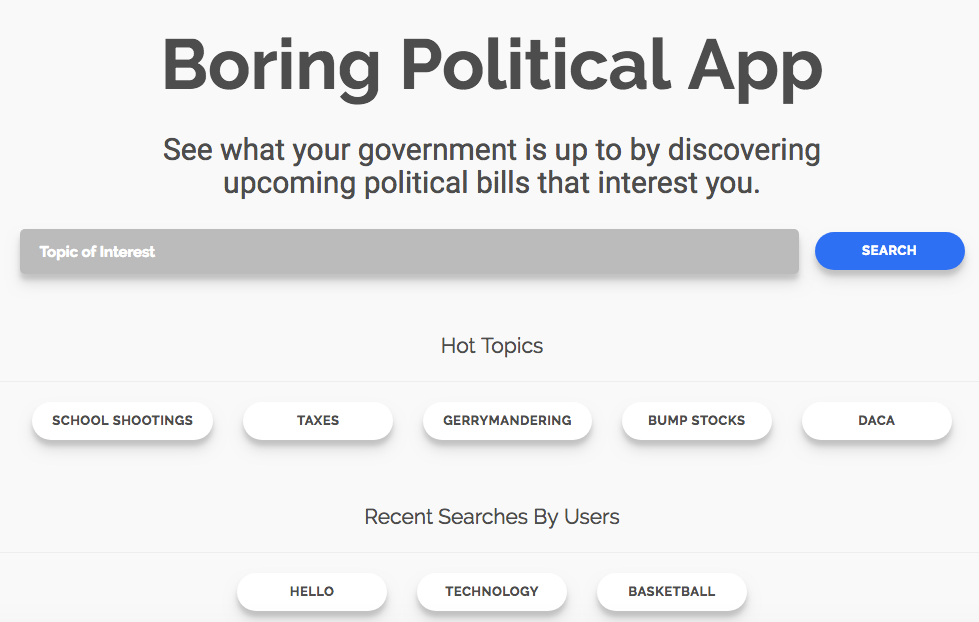 Boring Political App
See what your government is up to by discovering
upcoming political bills that interest you.
Topic of Interest
SEARCH
Hot Topics
SCHOOL SHOOTINGS
TAXES
GERRYMANDERING
BUMP STOCKS
DACA
Recent Searches By Users
HELLO
TECHNOLOGY
BASKETBALL